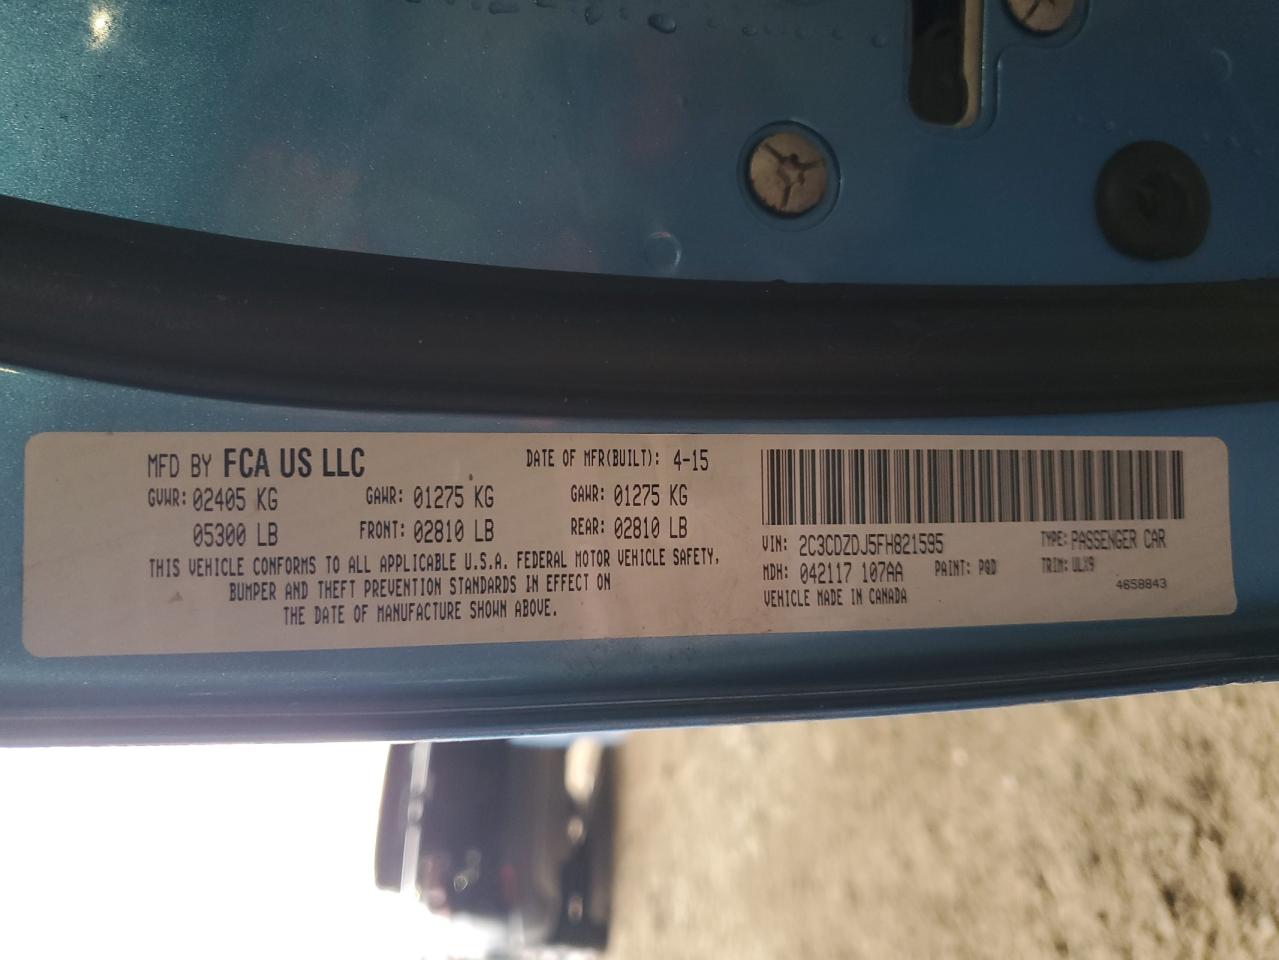 MFD BY FCA US LLC DATE OF MFR(BUILT): 4-15
GVWR: 02405 KG GAWR: 01275 KG GAWR: 01275 KG
05300 LB FRONT: 02810 LB REAR: 02810 LB
THIS VEHICLE CONFORMS TO ALL APPLICABLE U.S.A. FEDERAL MOTOR VEHICLE SAFETY,
BUMPER AND THEFT PREVENTION STANDARDS IN EFFECT ON
THE DATE OF MANUFACTURE SHOWN ABOVE.
VIN: 2C3CDZDJ5FH821595 TYPE: PASSENGER CAR
MDH: 042117 107AA PAINT: PQD TRIM: ULX9
VEHICLE MADE IN CANADA 4658843